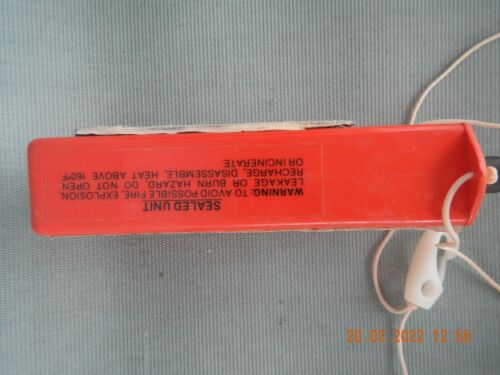 SEALED UNIT
WARNING: TO AVOID POSSIBLE FIRE, EXPLOSION,
LEAKAGE OR BURN HAZARD, DO NOT OPEN,
RECHARGE, DISASSEMBLE, HEAT ABOVE 160°F.
OR INCINERATE.
20.03.2022 12:56